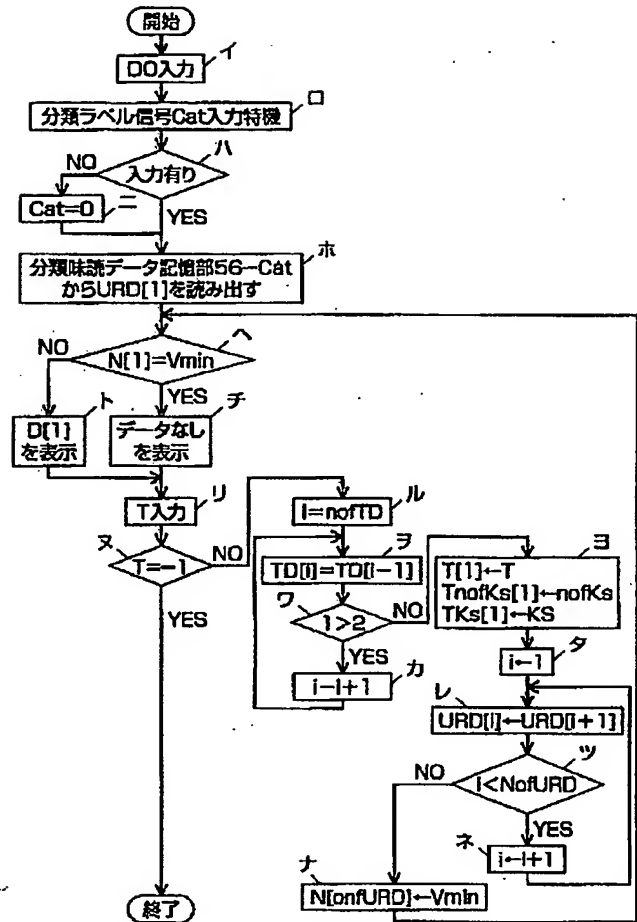 開始
イ
DO入力
ロ
分類ラベル信号Cat入力特機
ハ
NO
入力有り
ニ
Cat=0
YES
ホ
分類味読データ記憶部56-Cat
からURD[1]を読み出す
ヘ
NO
N[1]=Vmin
YES
ト
チ
D[1]
を表示
データなし
を表示
リ
T入力
ヌ
T=-1
NO
YES
ル
i=nofTD
ヲ
TD[i]=TD[i-1]
ワ
1>2
NO
YES
カ
i-i+1
ヨ
T[1]←T
TnofKs[1]←nofKs
TKs[1]←KS
タ
i←1
レ
URD[i]←URD[i+1]
ツ
NO
i<NofURD
YES
ネ
i←i+1
ナ
N[onfURD]←Vmin
終了